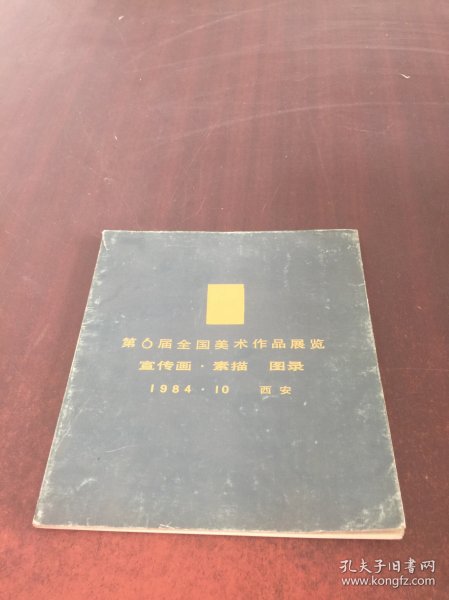 第6届全国美术作品展览
宣传画·素描 图录
1984·10 西安
孔夫子旧书网
www.kongfz.com